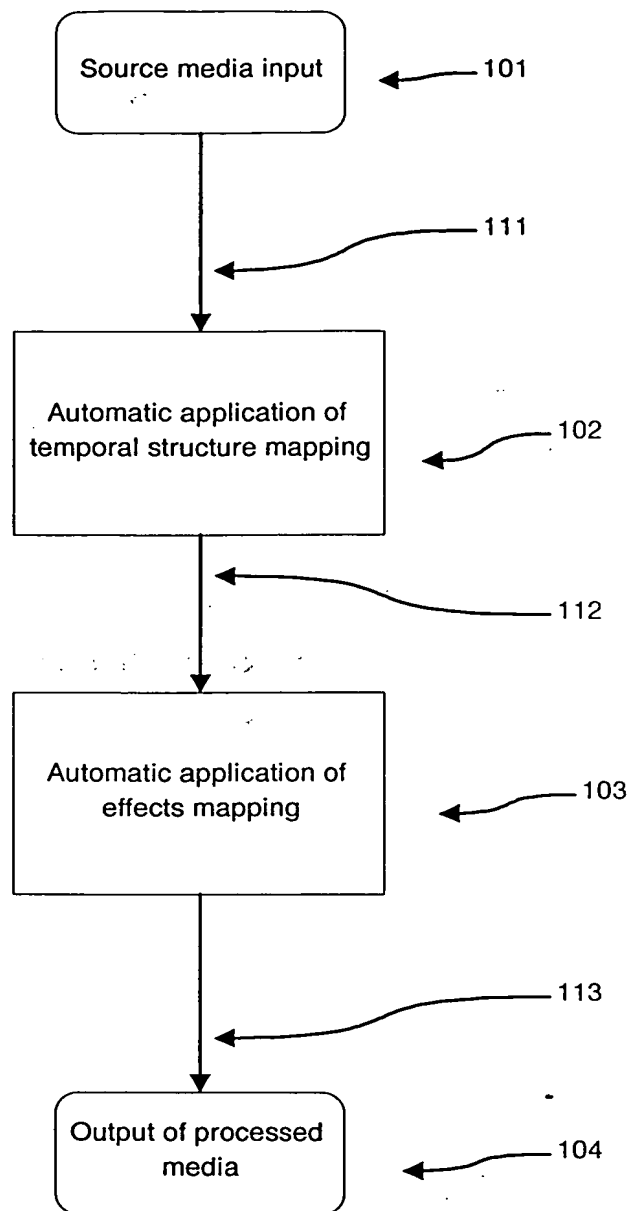 Source media input
101
111
Automatic application of
temporal structure mapping
102
112
Automatic application of
effects mapping
103
113
Output of processed
media
104